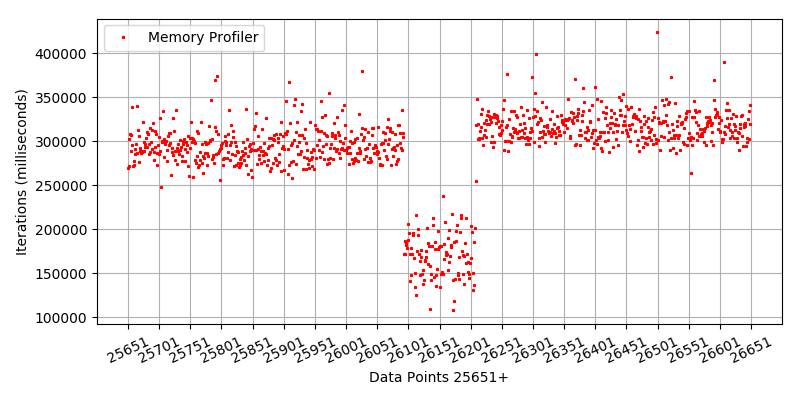 Memory Profiler
400000
350000
300000
250000
200000
150000
100000
Iterations (milliseconds)
25651 25701 25751 25801 25851 25901 25951 26001 26051 26101 26151 26201 26251 26301 26351 26401 26451 26501 26551 26601 26651
Data Points 25651+